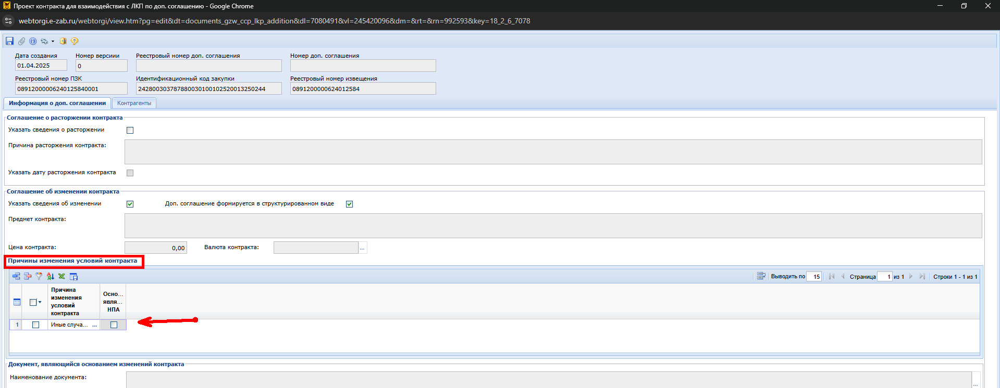 Проект контракта для взаимодействия с ЛКП по доп. соглашению - Google Chrome
webtorgi.e-zab.ru/webtorgi/view.htm?pg=edit&dt=documents_gzw_ccp_lkp_addition&dl=7080491&vl=245420096&dm=&rt=&rn=992593&key=18_2_6_7078
Дата создания Номер версиии Реестровый номер доп. соглашения Номер доп. соглашения
01.04.2025 0
Реестровый номер ПЗК Идентификационный код закупки Реестровый номер извещения
08912000006240125840001 242800303787880030100102520013250244 0891200000624012584
Информация о доп. соглашении Контрагенты
Соглашение о расторжении контракта
Указать сведения о расторжении
Причина расторжения контракта:
Указать дату расторжения контракта
Соглашение об изменении контракта
Указать сведения об изменении Доп. соглашение формируется в структурированном виде
Предмет контракта:
Цена контракта: 0,00 Валюта контракта: ...
Причины изменения условий контракта
Выводить по 15 Страница 1 из 1 Строки 1 - 1 из 1
Причина изменения условий контракта
Осно... явля... НПА
1 Иные случа... ...
Документ, являющийся основанием изменений контракта
Наименование документа: ...